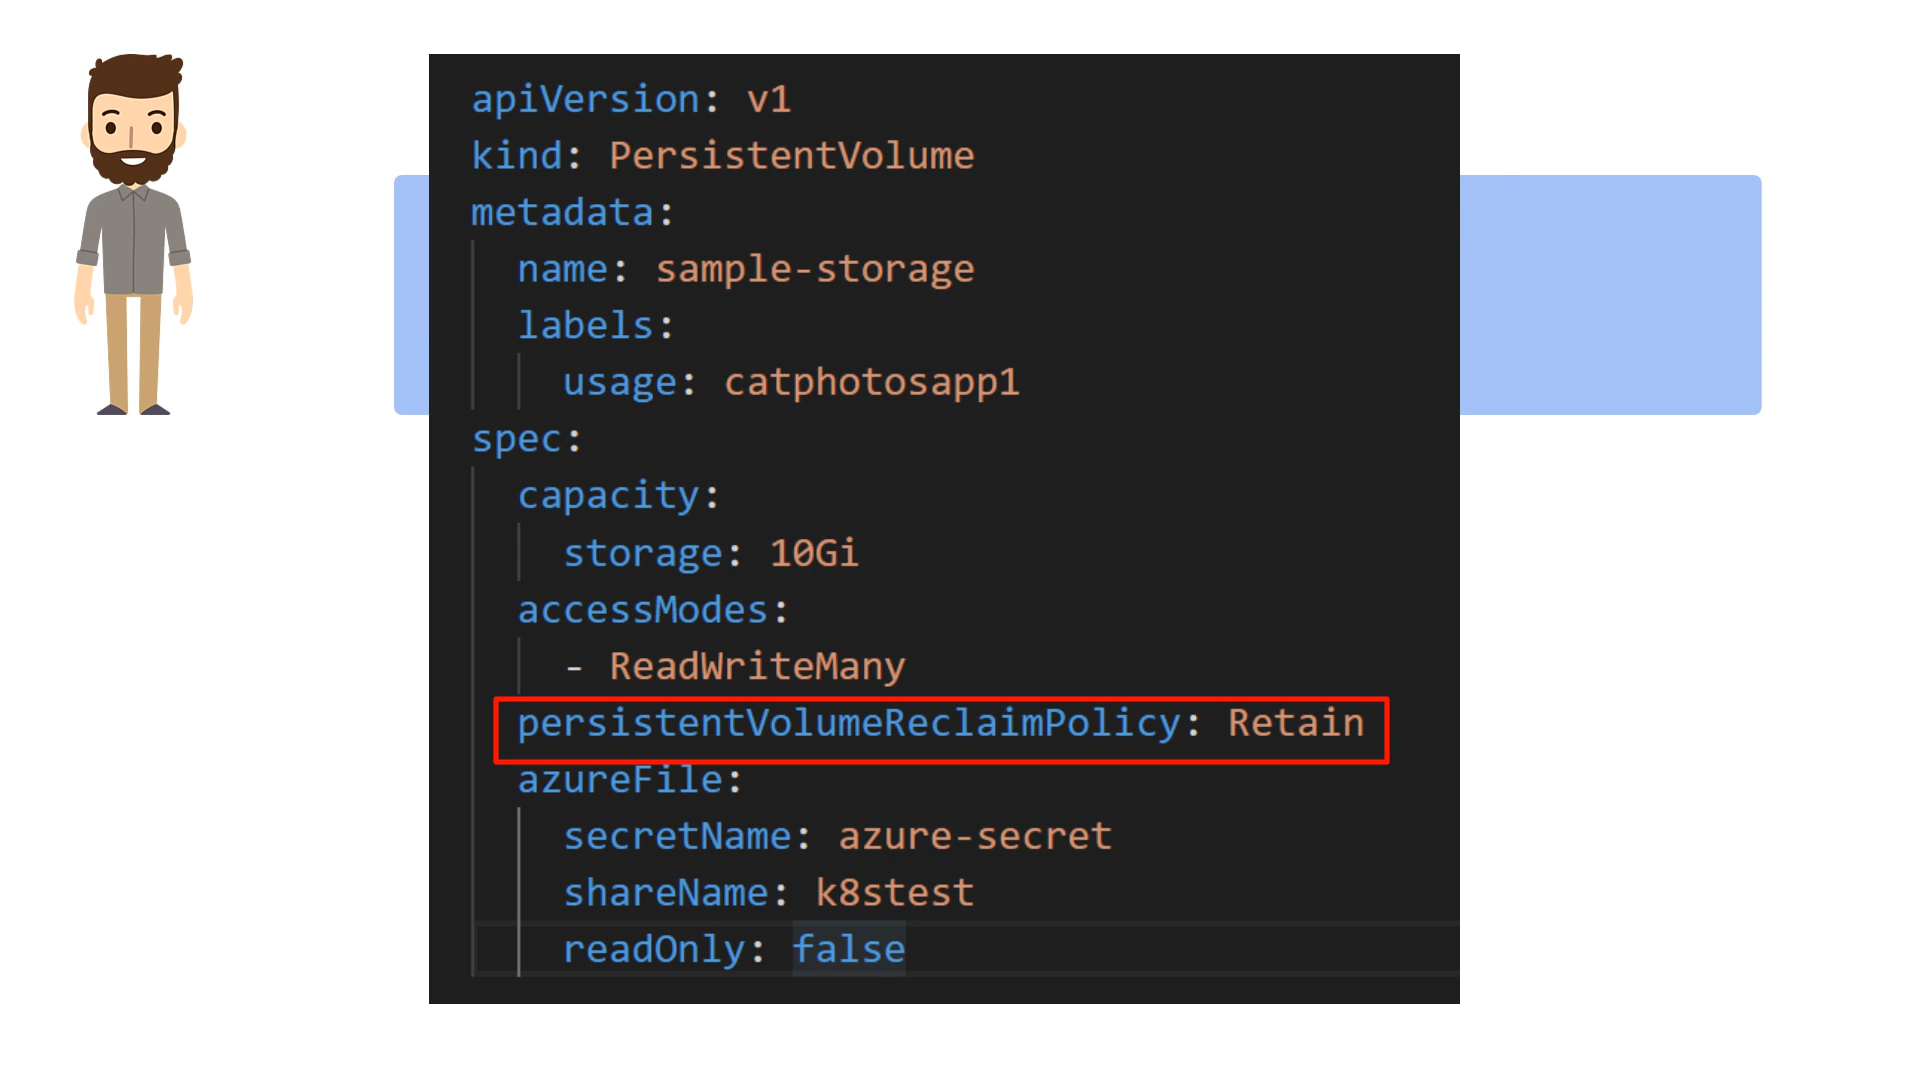 apiVersion: v1
kind: PersistentVolume
metadata:
name: sample-storage
labels:
usage: catphotosapp1
spec:
capacity:
storage: 10Gi
accessModes:
- ReadWriteMany
persistentVolumeReclaimPolicy: Retain
azureFile:
secretName: azure-secret
shareName: k8stest
readOnly: false